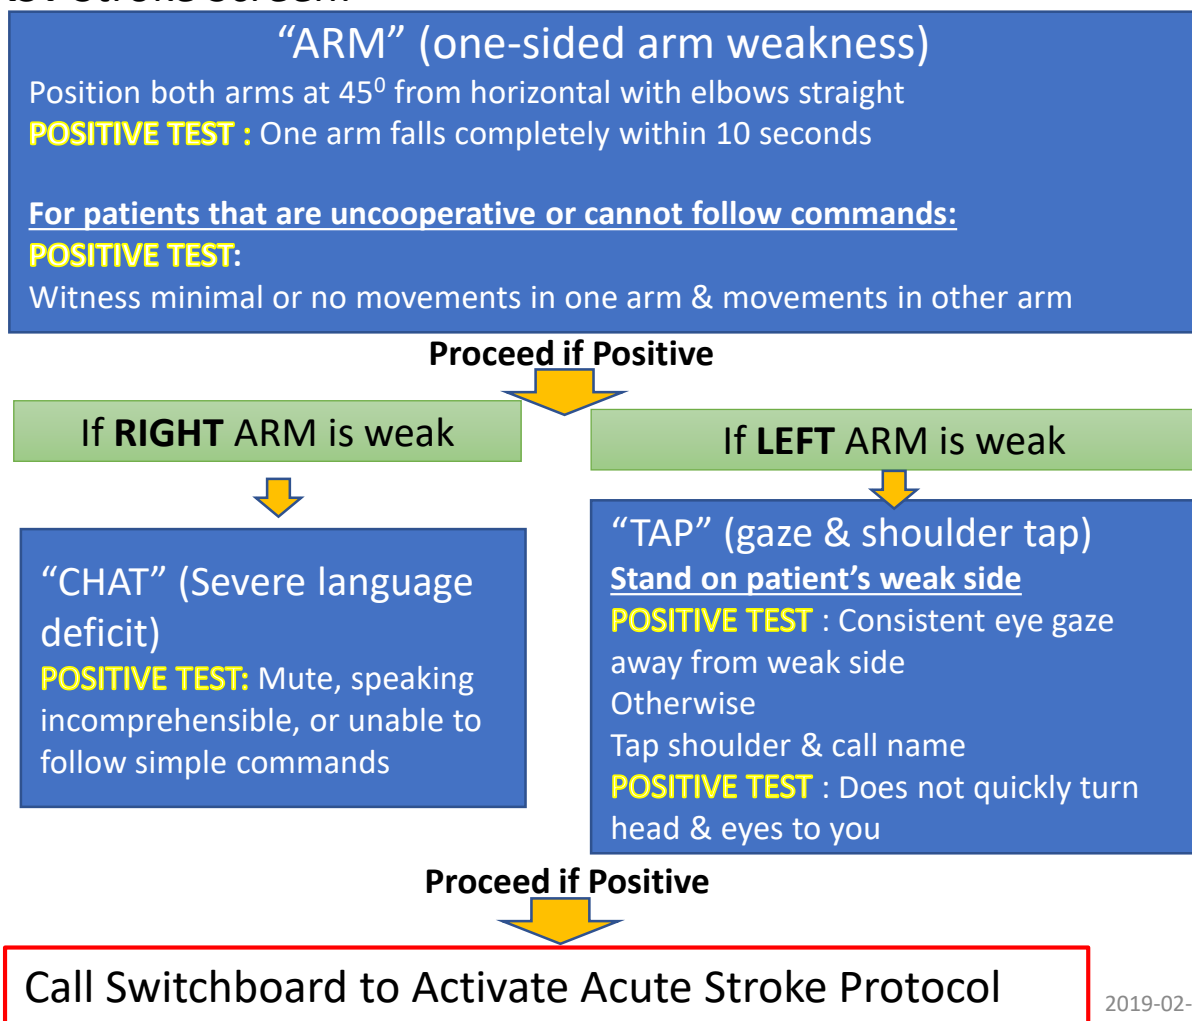 Stroke Screen
“ARM” (one-sided arm weakness)
Position both arms at 45⁰ from horizontal with elbows straight
POSITIVE TEST : One arm falls completely within 10 seconds
For patients that are uncooperative or cannot follow commands:
POSITIVE TEST:
Witness minimal or no movements in one arm & movements in other arm
Proceed if Positive
If RIGHT ARM is weak
If LEFT ARM is weak
“CHAT” (Severe language
deficit)
POSITIVE TEST: Mute, speaking
incomprehensible, or unable to
follow simple commands
“TAP” (gaze & shoulder tap)
Stand on patient’s weak side
POSITIVE TEST : Consistent eye gaze
away from weak side
Otherwise
Tap shoulder & call name
POSITIVE TEST : Does not quickly turn
head & eyes to you
Proceed if Positive
Call Switchboard to Activate Acute Stroke Protocol
2019-02-